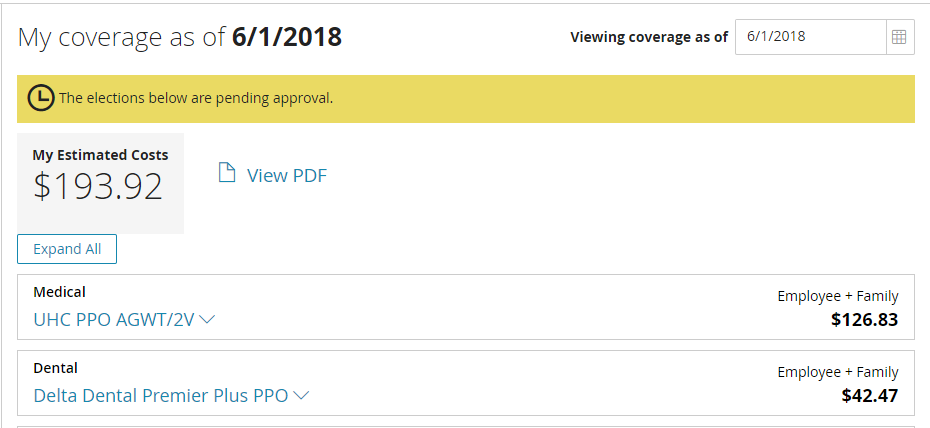 My coverage as of 6/1/2018
Viewing coverage as of 6/1/2018
The elections below are pending approval.
My Estimated Costs
$193.92
View PDF
Expand All
Medical
Employee + Family
UHC PPO AGWT/2V
$126.83
Dental
Employee + Family
Delta Dental Premier Plus PPO
$42.47